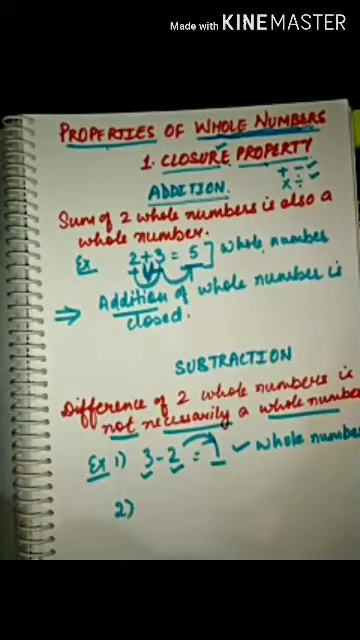 Made with KINEMASTER
PROPERTIES OF WHOLE NUMBERS
1. CLOSURE PROPERTY
+ - ✓
× ÷ ✓
ADDITION
Sum of 2 whole numbers is also a
whole number.
Ex 2 + 3 = 5] whole number
⇒ Addition of whole number is
closed.
SUBTRACTION
Difference of 2 whole numbers is
not necessarily a whole number
Ex 1) 3 - 2 = 1 ✓ whole number
2)